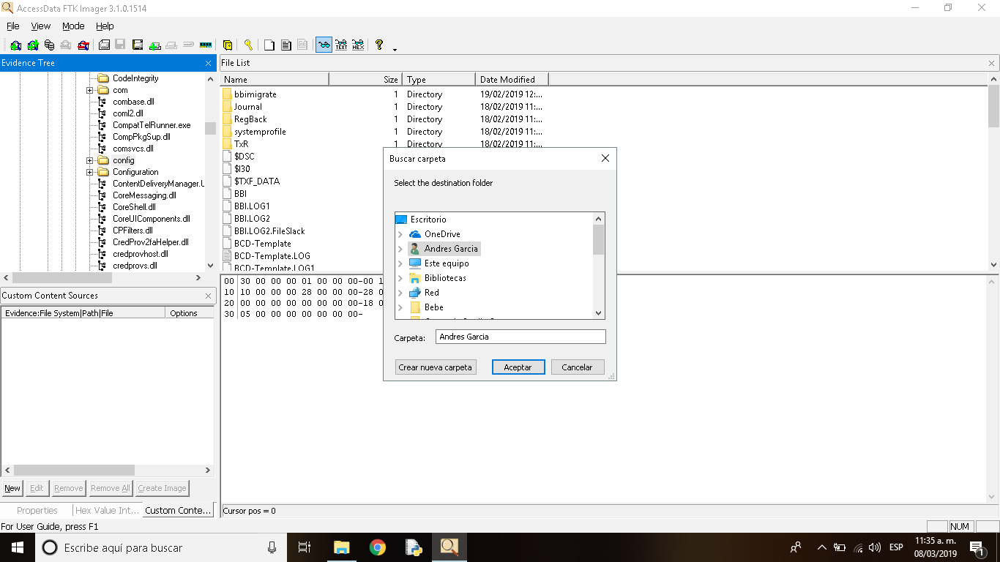 AccessData FTK Imager 3.1.0.1514
File View Mode Help
TEXT HEX
Evidence Tree
CodeIntegrity
com
combase.dll
coml2.dll
CompatTelRunner.exe
CompPkgSup.dll
comsvcs.dll
config
Configuration
ContentDeliveryManager.U
CoreMessaging.dll
CoreShell.dll
CoreUIComponents.dll
CPFilters.dll
CredProv2faHelper.dll
credprovhost.dll
credprovs.dll
File List
Name Size Type Date Modified
bbimigrate 1 Directory 19/02/2019 12:...
Journal 1 Directory 18/02/2019 11:...
RegBack 1 Directory 18/02/2019 11:...
systemprofile 1 Directory 18/02/2019 11:...
TxR 1 Directory 18/02/2019 11:...
$DSC
$I30
$TXF_DATA
BBI
BBI.LOG1
BBI.LOG2
BBI.LOG2.FileSlack
BCD-Template
BCD-Template.LOG
BCD-Template.LOG1
Buscar carpeta
Select the destination folder
Escritorio
OneDrive
Andres Garcia
Este equipo
Bibliotecas
Red
Bebe
Carpeta: Andres Garcia
Crear nueva carpeta Aceptar Cancelar
00 30 00 00 00 01 00 00 00-00 1
10 10 00 00 00 28 00 00 00-28 0
20 00 00 00 00 00 00 00 00-18 0
30 05 00 00 00 00 00 00 00-
Cursor pos = 0
Custom Content Sources
Evidence:File System|Path|File Options
New Edit Remove Remove All Create Image
Properties Hex Value Int... Custom Conte...
For User Guide, press F1
NUM
Escribe aquí para buscar
ESP
11:35 a. m.
08/03/2019
1